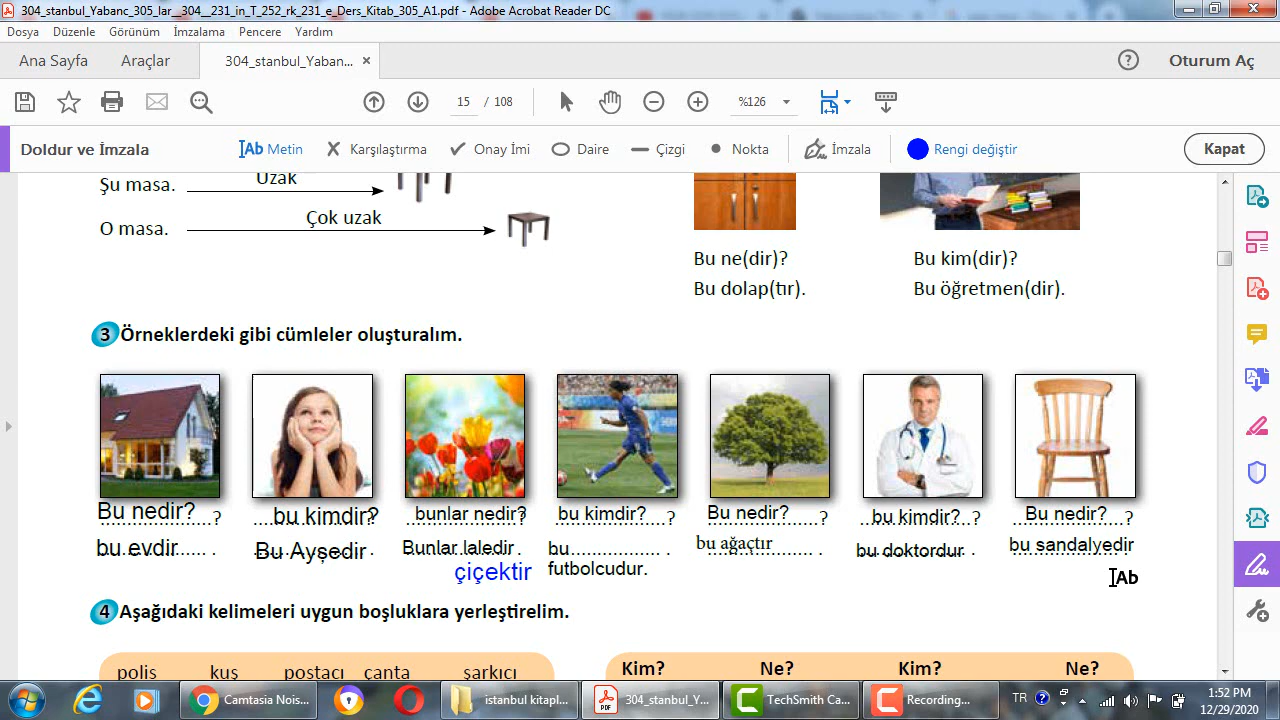 304_stanbul_Yabanc_305_lar__304__231_in_T_252_rk_231_e_Ders_Kitab_305_A1.pdf - Adobe Acrobat Reader DC
Dosya Düzenle Görünüm İmzalama Pencere Yardım
Ana Sayfa Araçlar 304_stanbul_Yaban... × ? Oturum Aç
15 / 108 %126
Doldur ve İmzala Ab Metin Karşılaştırma Onay İmi Daire Çizgi Nokta İmzala Rengi değiştir Kapat
Şu masa. Uzak
O masa. Çok uzak
Bu ne(dir)? Bu kim(dir)?
Bu dolap(tır). Bu öğretmen(dir).
3 Örneklerdeki gibi cümleler oluşturalım.
Bu nedir? ....................? bu kimdir? ....................? bunlar nedir? ....................? bu kimdir? ....................? Bu nedir? ....................? bu kimdir? ....................? Bu nedir? ....................?
bu evdir .................... . Bu Ayşedir .................... . Bunlar laledir .................... . bu .................... . bu ağaçtır .................... . bu doktordur .................... . bu sandalyedir .................... .
çiçektir futbolcudur.
Ab
4 Aşağıdaki kelimeleri uygun boşluklara yerleştirelim.
polis kuş postacı çanta şarkıcı Kim? Ne? Kim? Ne?
Camtasia Nois... istanbul kitapl... 304_stanbul_Y... TechSmith Ca... Recording... TR 1:52 PM
12/29/2020